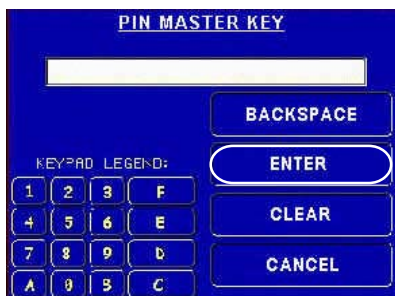 PIN MASTER KEY
BACKSPACE
KEYPAD LEGEND:
ENTER
1 2 3 F
4 5 6 E
CLEAR
7 8 9 D
A 0 B C
CANCEL